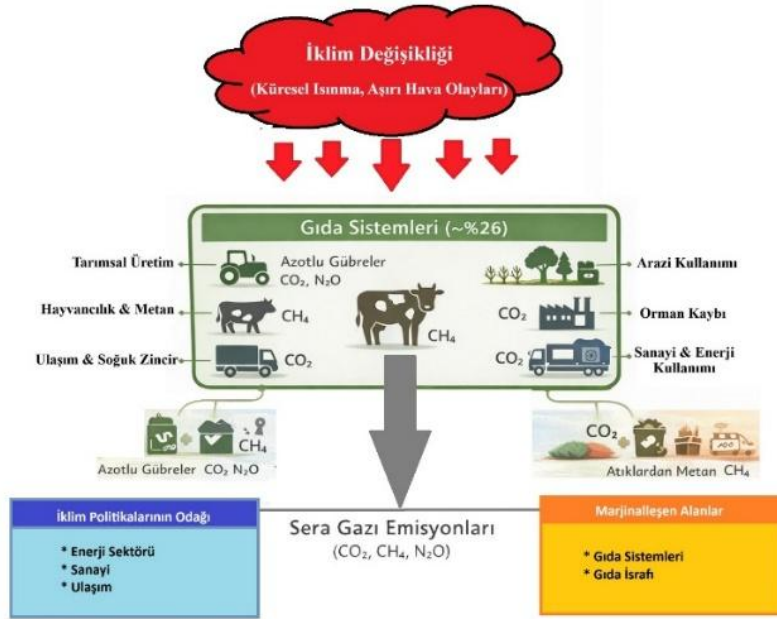 İklim Değişikliği
(Küresel Isınma, Aşırı Hava Olayları)
Gıda Sistemleri (~%26)
Tarımsal Üretim
Azotlu Gübreler
CO₂, N₂O
Hayvancılık & Metan
CH₄
Ulaşım & Soğuk Zincir
CO₂
CH₄
Arazi Kullanımı
CO₂
Orman Kaybı
CO₂
Sanayi & Enerji
Kullanımı
CH₄
Azotlu Gübreler CO₂ N₂O
CO₂
Atıklardan Metan CH₄
İklim Politikalarının Odağı
* Enerji Sektörü
* Sanayi
* Ulaşım
Sera Gazı Emisyonları
(CO₂, CH₄, N₂O)
Marjinalleşen Alanlar
* Gıda Sistemleri
* Gıda İsrafı